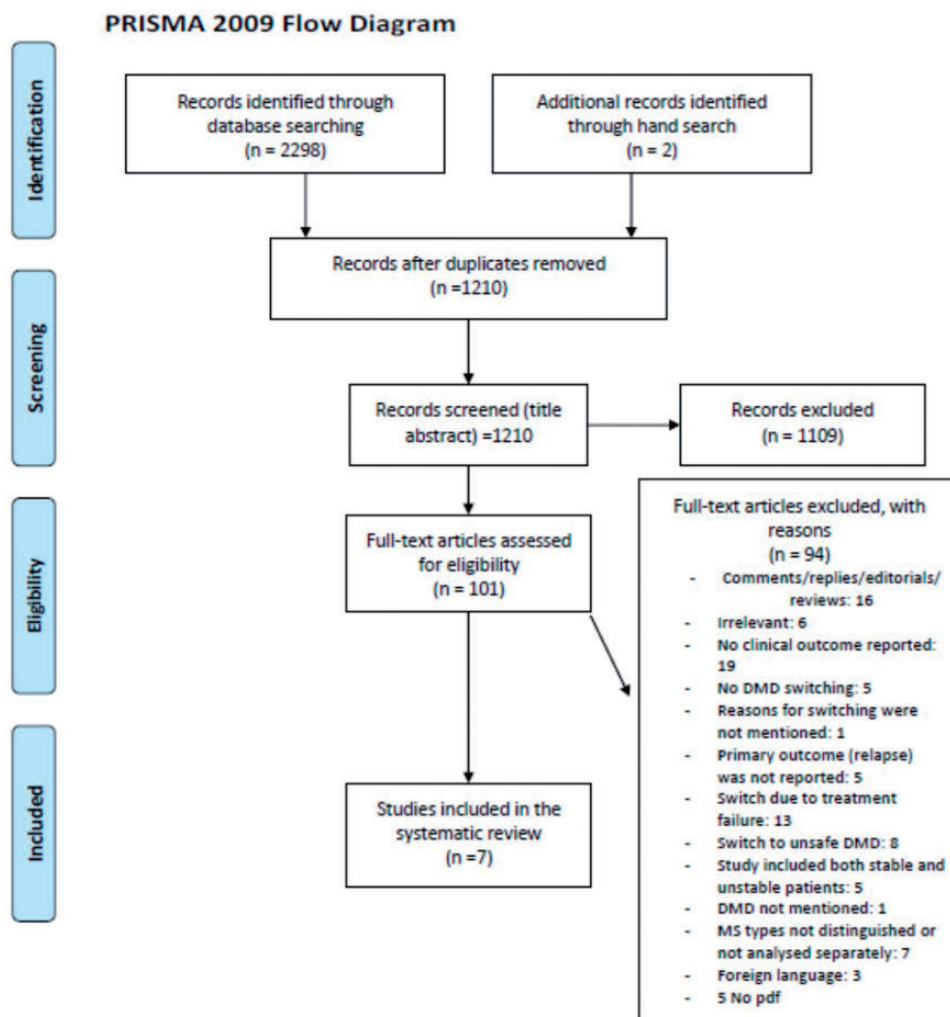 PRISMA 2009 Flow Diagram
Identification
Records identified through
database searching
(n = 2298)
Additional records identified
through hand search
(n = 2)
Records after duplicates removed
(n =1210)
Screening
Records screened (title
abstract) =1210
Records excluded
(n = 1109)
Eligibility
Full-text articles assessed
for eligibility
(n = 101)
Full-text articles excluded, with
reasons
(n = 94)
- Comments/replies/editorials/
reviews: 16
- Irrelevant: 6
- No clinical outcome reported:
19
- No DMD switching: 5
- Reasons for switching were
not mentioned: 1
- Primary outcome (relapse)
was not reported: 5
- Switch due to treatment
failure: 13
- Switch to unsafe DMD: 8
- Study included both stable and
unstable patients: 5
- DMD not mentioned: 1
- MS types not distinguished or
not analysed separately: 7
- Foreign language: 3
- 5 No pdf
Included
Studies included in the
systematic review
(n =7)